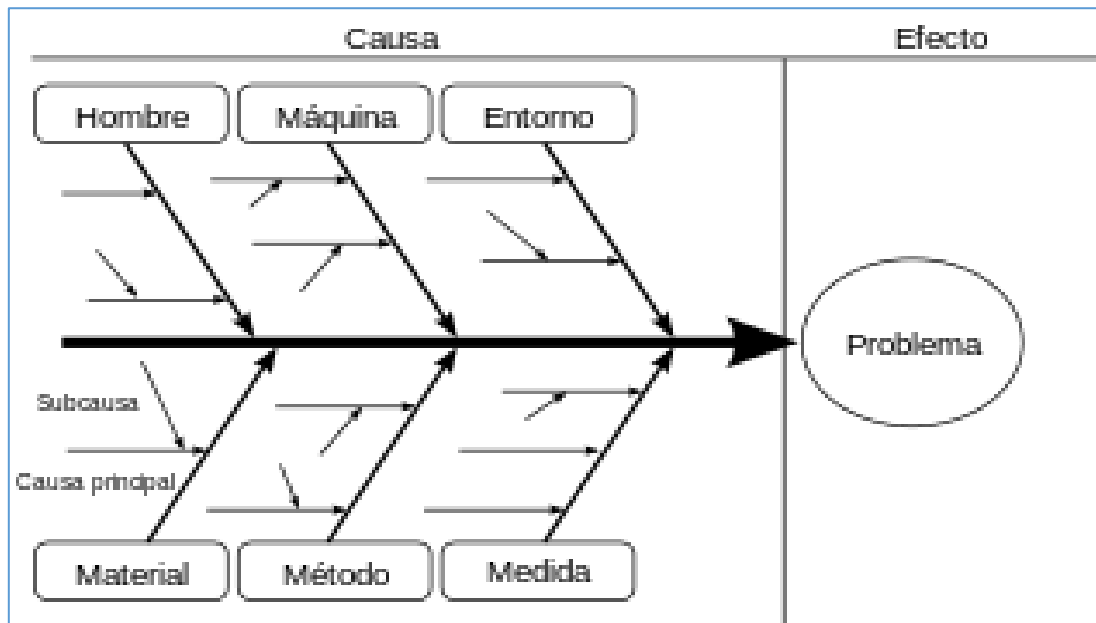 Causa
Efecto
Hombre
Máquina
Entorno
Problema
Subcausa
Causa principal
Material
Método
Medida